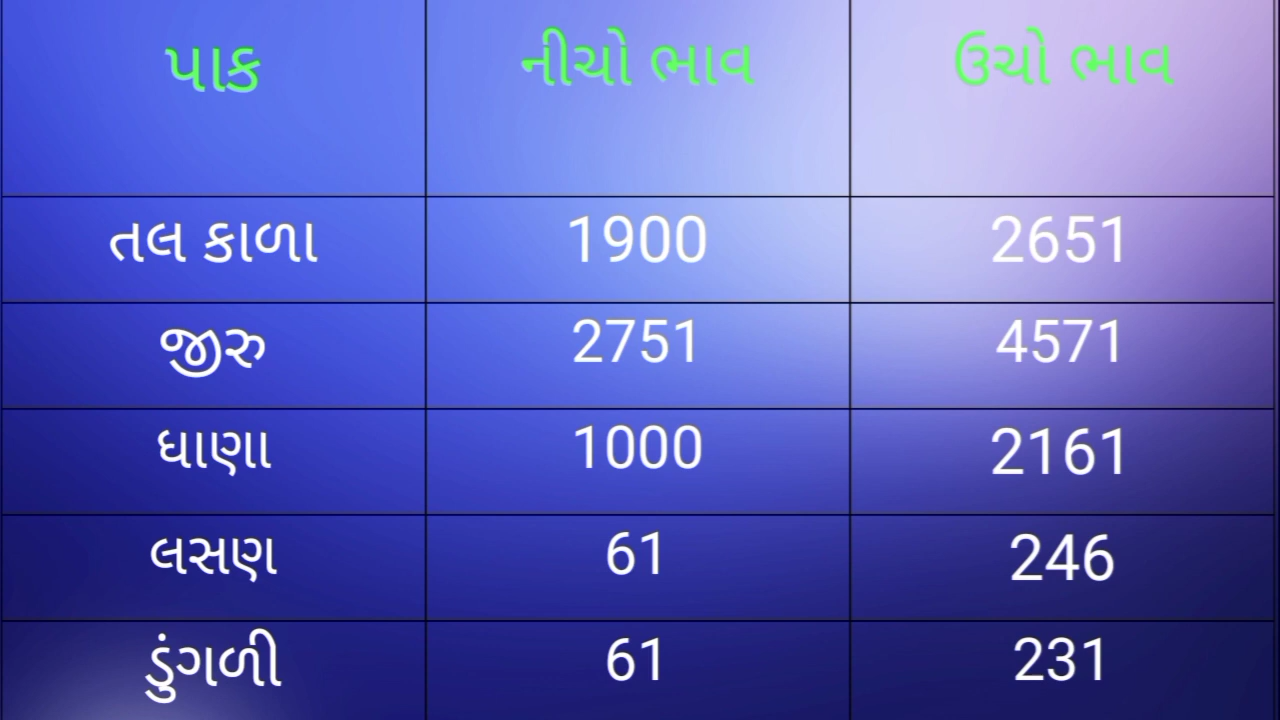 પાક નીચો ભાવ ઉચો ભાવ
તલ કાળા 1900 2651
જીરુ 2751 4571
ધાણા 1000 2161
લસણ 61 246
ડુંગળી 61 231